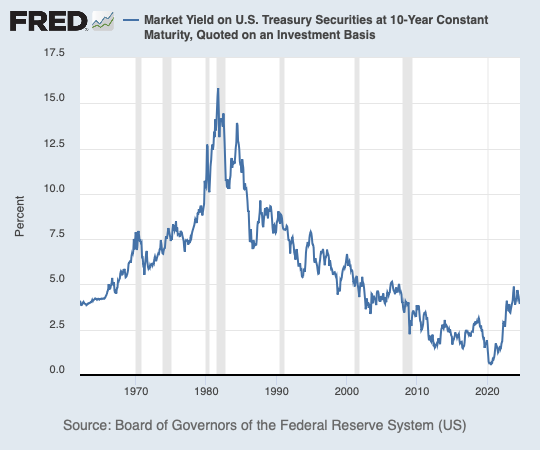 FRED
Market Yield on U.S. Treasury Securities at 10-Year Constant
Maturity, Quoted on an Investment Basis
17.5
15.0
12.5
10.0
7.5
5.0
2.5
0.0
Percent
1970 1980 1990 2000 2010 2020
Source: Board of Governors of the Federal Reserve System (US)